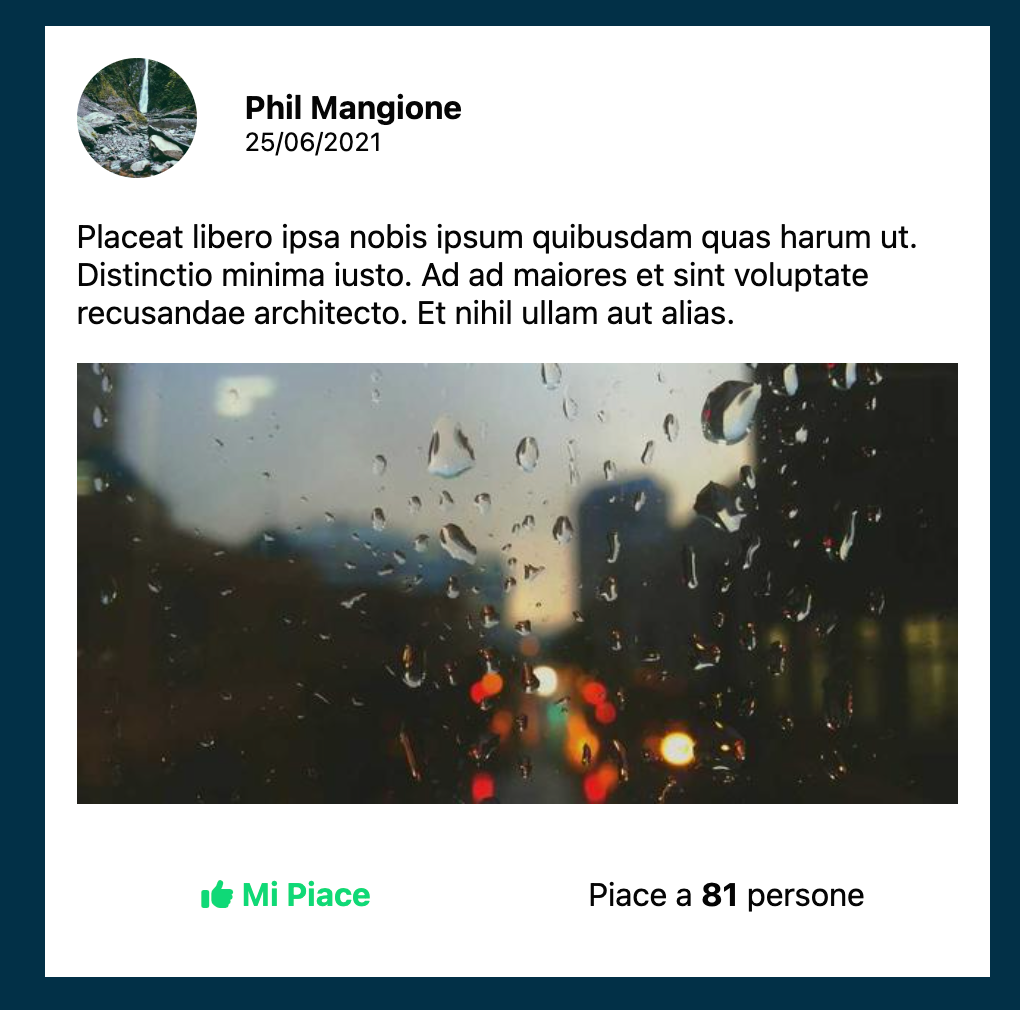 Phil Mangione
25/06/2021
Placeat libero ipsa nobis ipsum quibusdam quas harum ut.
Distinctio minima iusto. Ad ad maiores et sint voluptate
recusandae architecto. Et nihil ullam aut alias.
Mi Piace
Piace a 81 persone